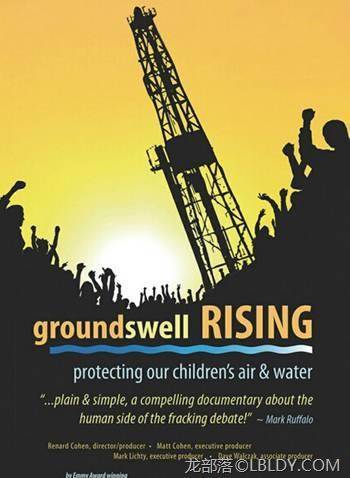 groundswell RISING
protecting our children's air & water
“...plain & simple, a compelling documentary about the
human side of the fracking debate!” ~ Mark Ruffalo
Renard Cohen, director/producer • Matt Cohen, executive producer
Mark Lichty, executive producer • Dave Walczak, associate producer
by Emmy Award winning
龙部落©LBLDY.COM